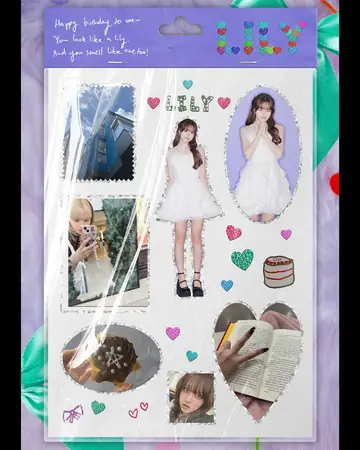 Happy birthday to me~
You look like a lily.
And you smell like one too!
LILY
LILY